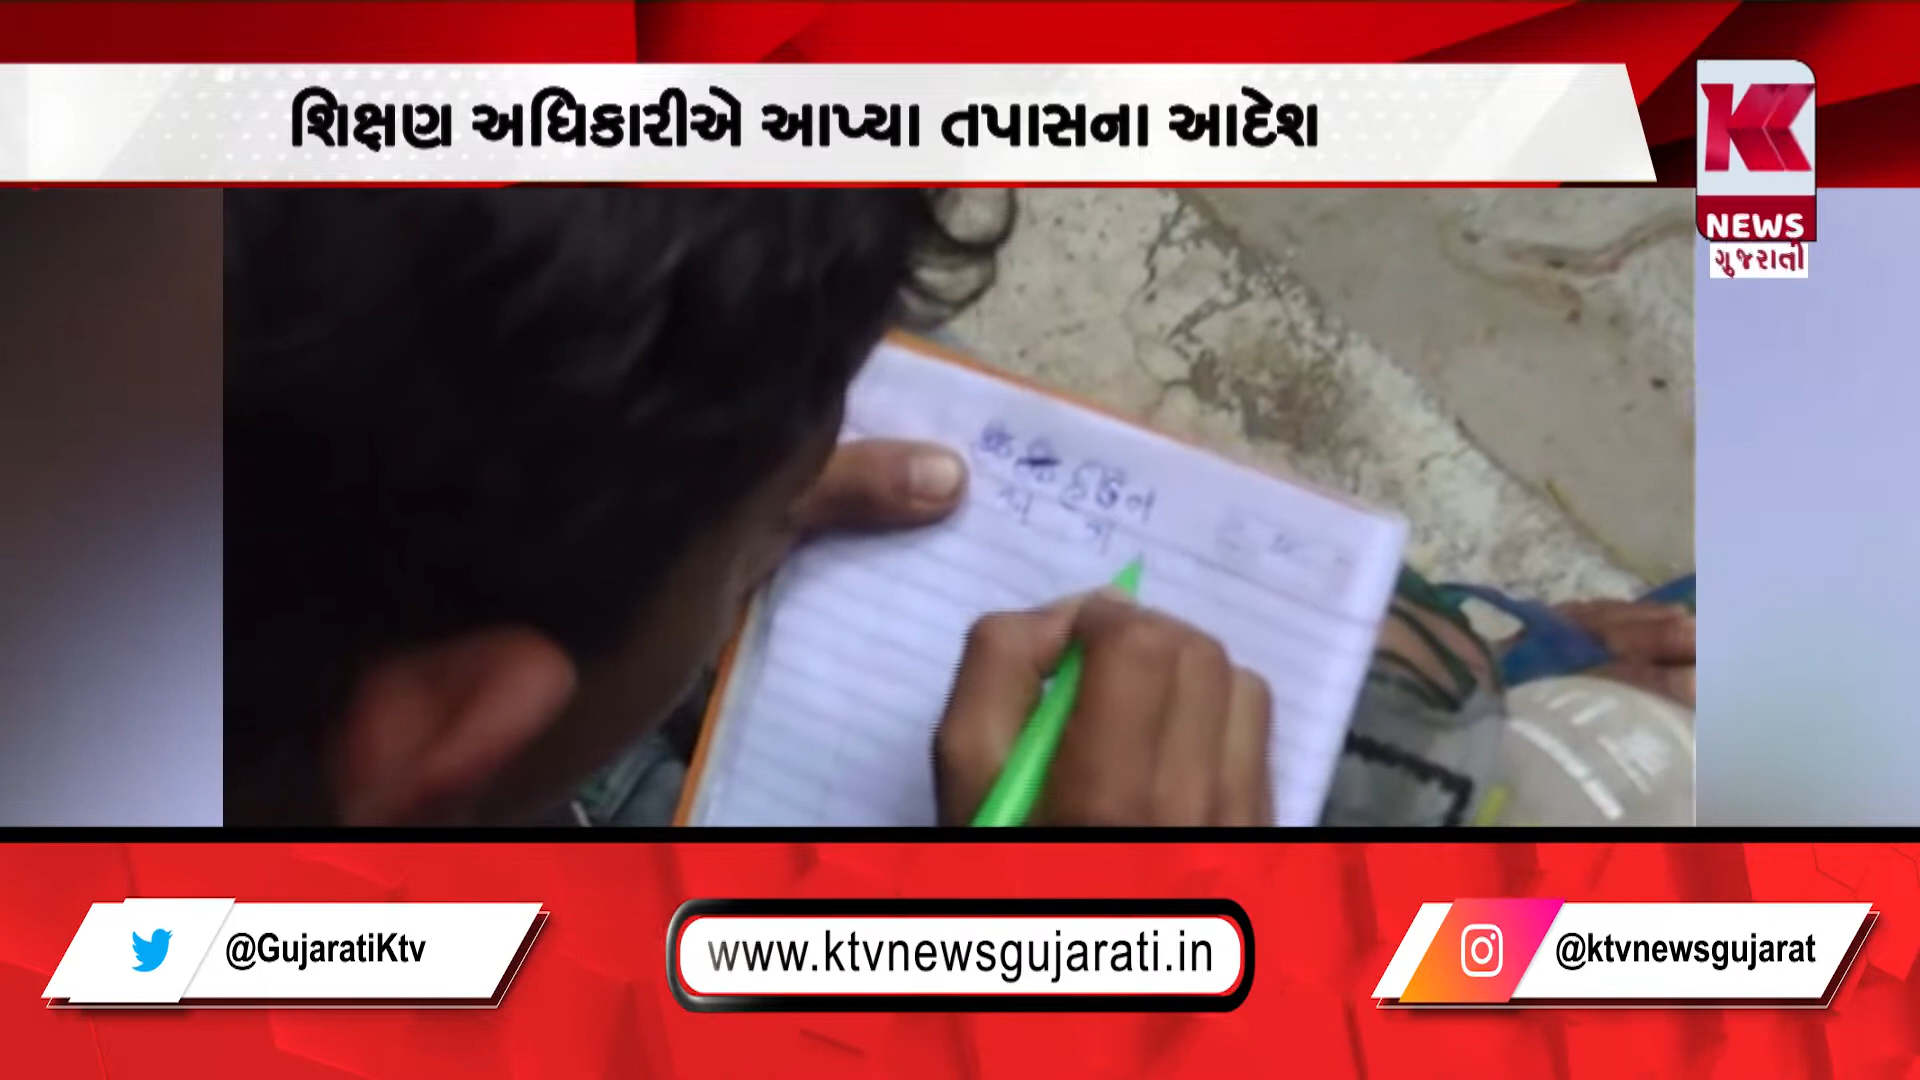 શિક્ષણ અધિકારીએ આપ્યા તપાસના આદેશ
NEWS
ગુજરાતી
@GujaratiKtv
www.ktvnewsgujarati.in
@ktvnewsgujarat